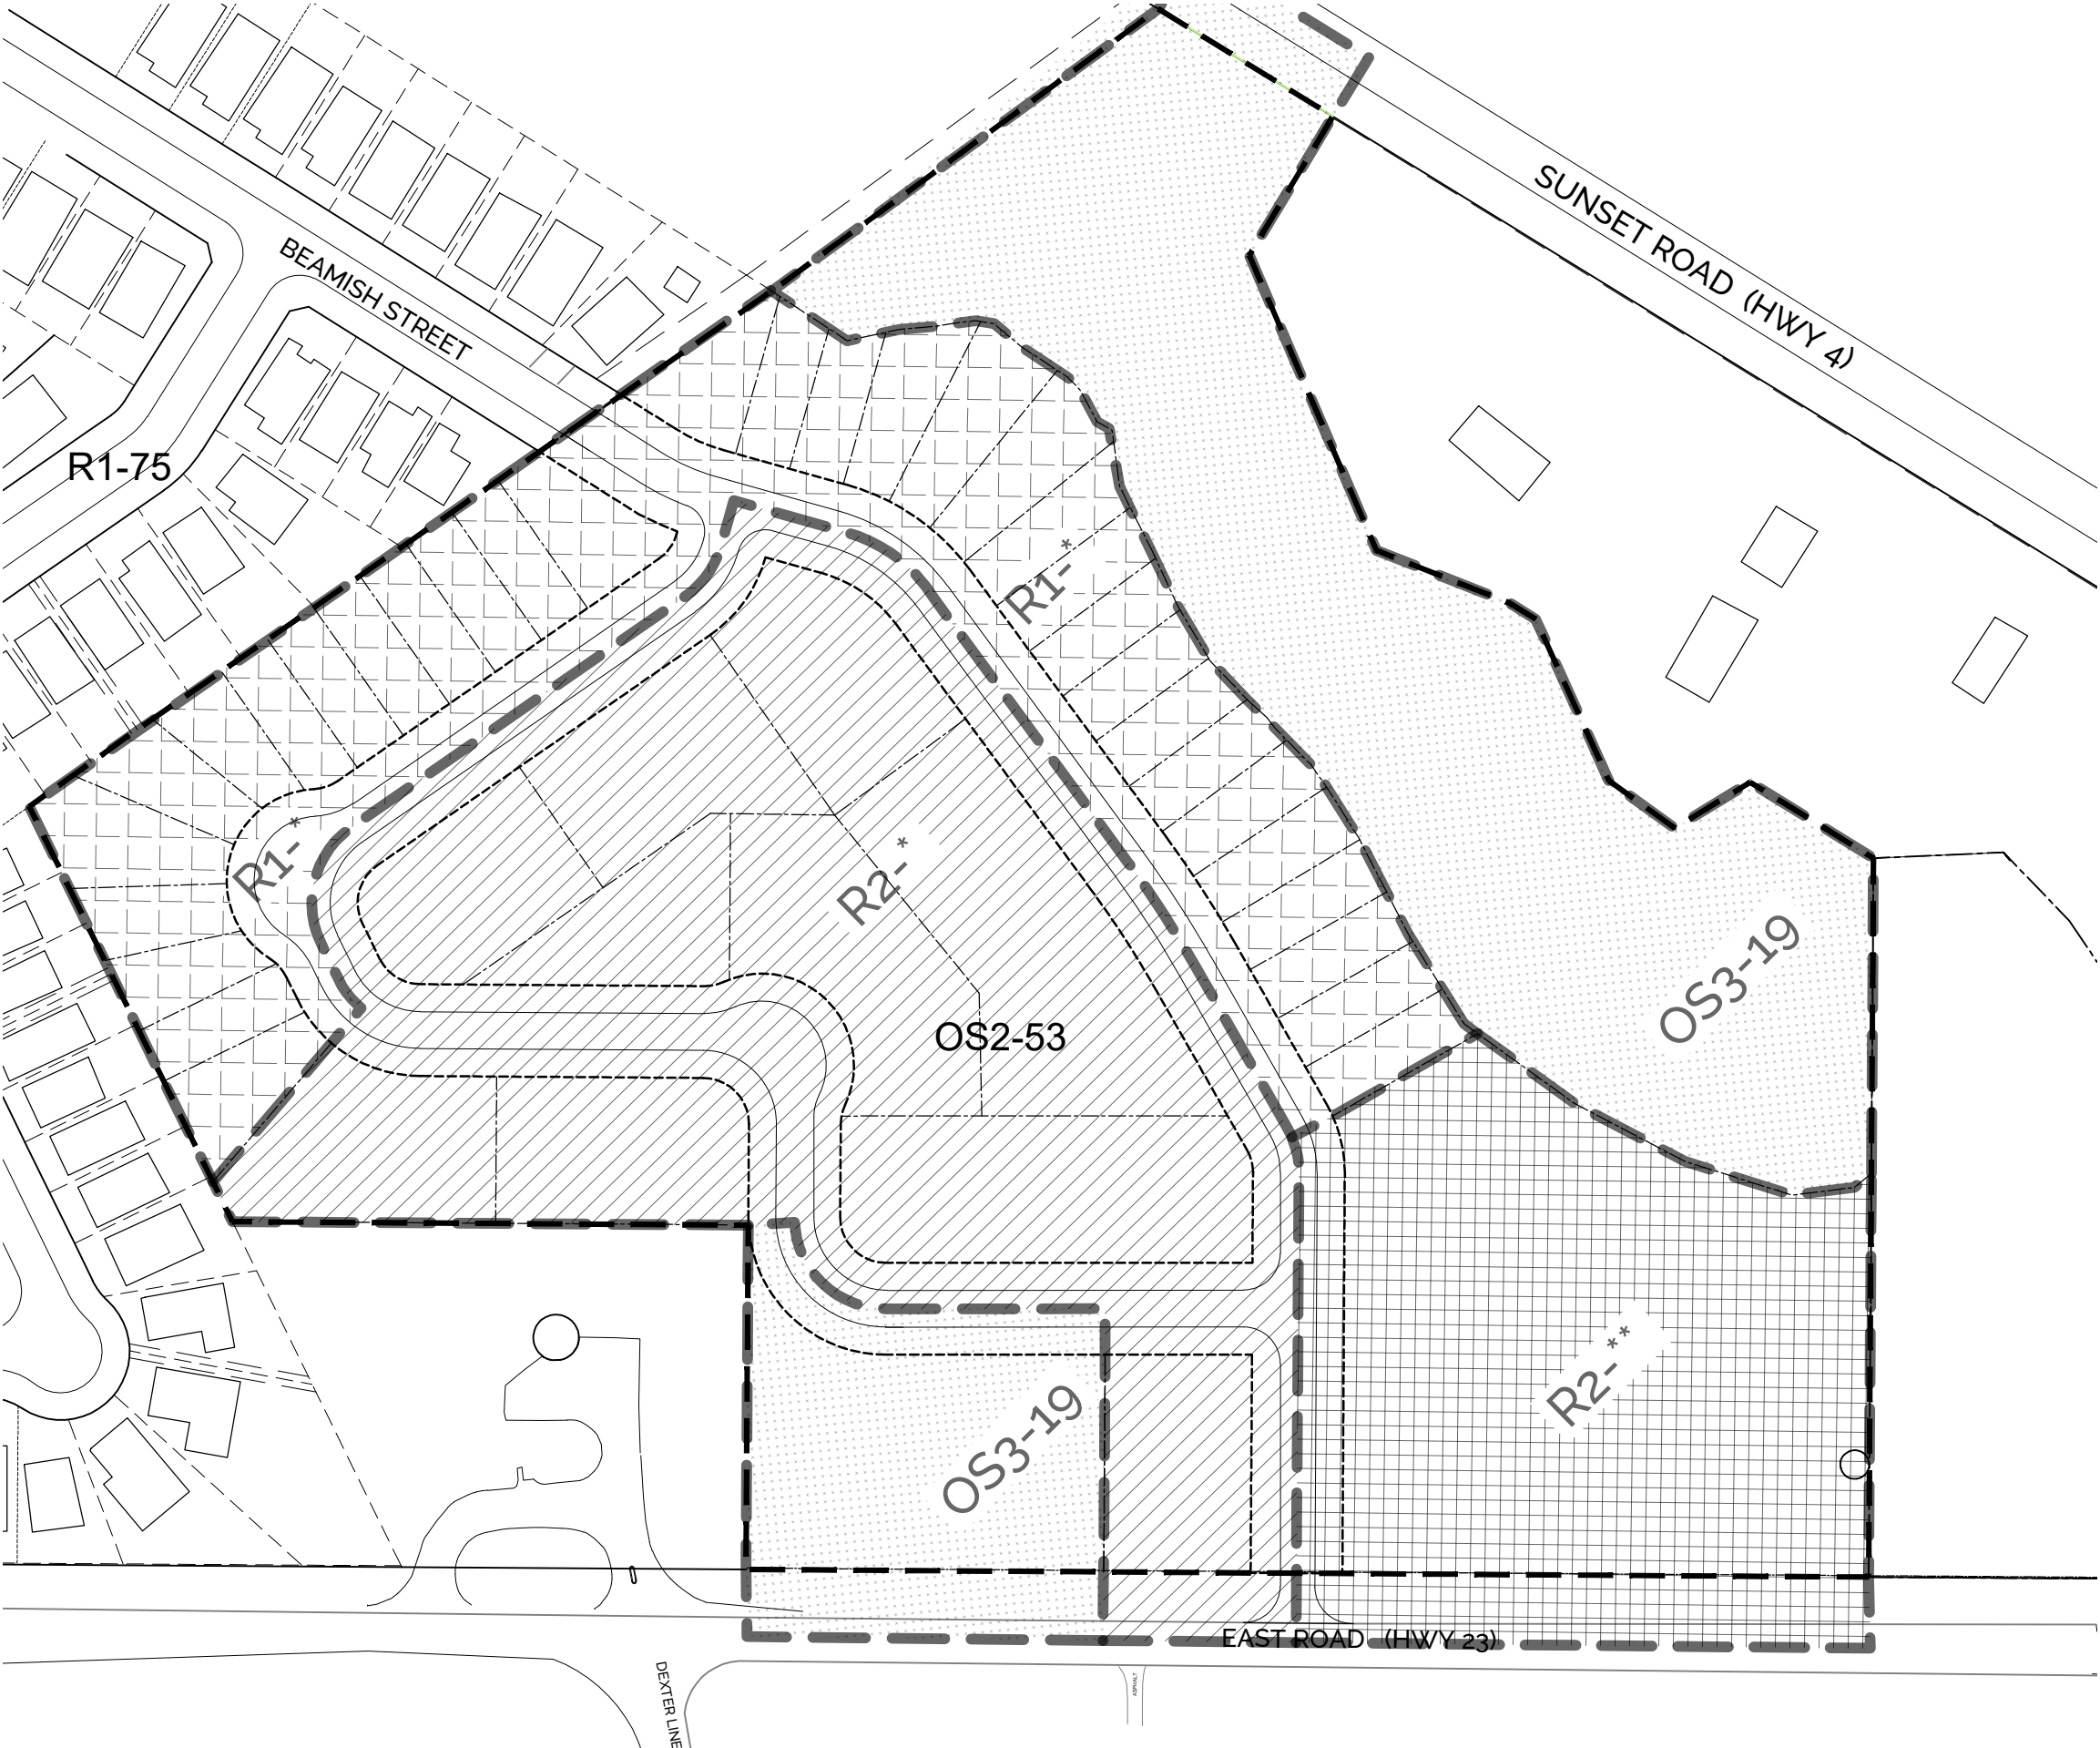 SUNSET ROAD (HWY 4)
BEAMISH STREET
R1-75
R1- *
R1- *
R2- *
OS3-19
OS2-53
R2- **
OS3-19
EAST ROAD (HWY 23)
DEXTER LINE
ASPHALT